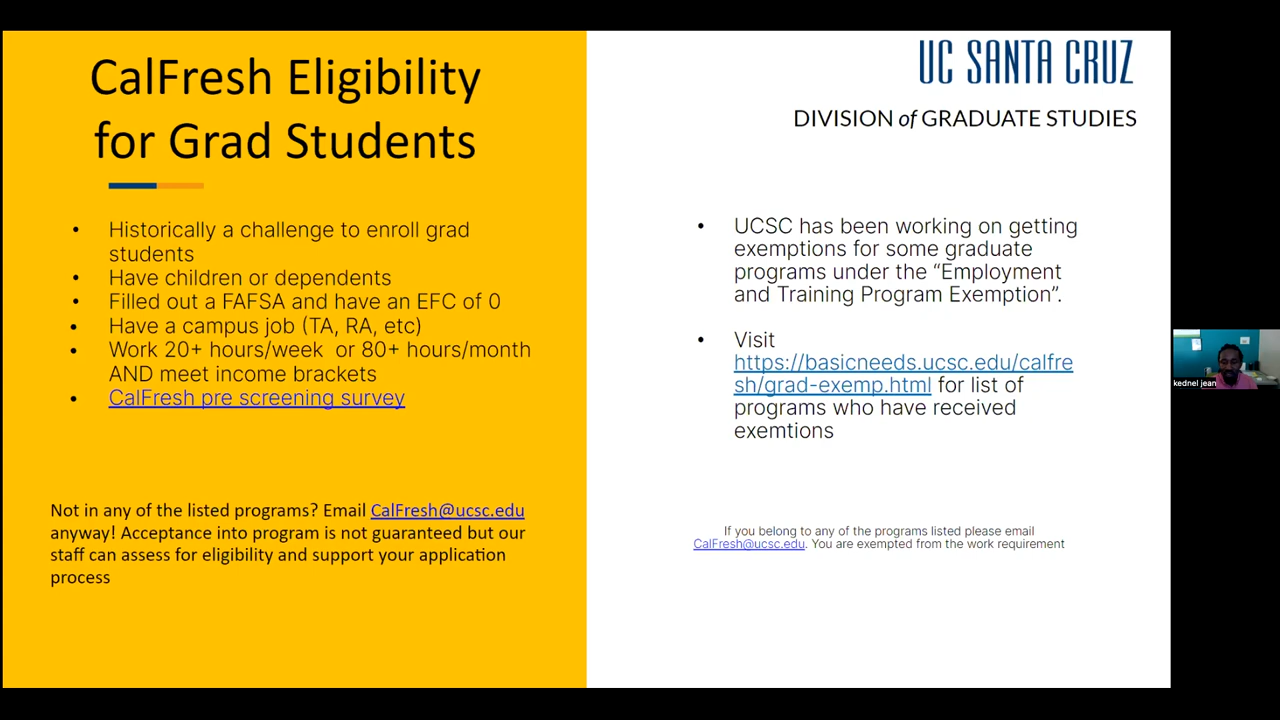 CalFresh Eligibility
for Grad Students
• Historically a challenge to enroll grad
students
• Have children or dependents
• Filled out a FAFSA and have an EFC of 0
• Have a campus job (TA, RA, etc)
• Work 20+ hours/week or 80+ hours/month
AND meet income brackets
• CalFresh pre screening survey
Not in any of the listed programs? Email CalFresh@ucsc.edu
anyway! Acceptance into program is not guaranteed but our
staff can assess for eligibility and support your application
process
UC SANTA CRUZ
DIVISION of GRADUATE STUDIES
• UCSC has been working on getting
exemptions for some graduate
programs under the “Employment
and Training Program Exemption”.
• Visit
https://basicneeds.ucsc.edu/calfre
sh/grad-exemp.html for list of
programs who have received
exemtions
If you belong to any of the programs listed please email
CalFresh@ucsc.edu. You are exempted from the work requirement
kednel jean